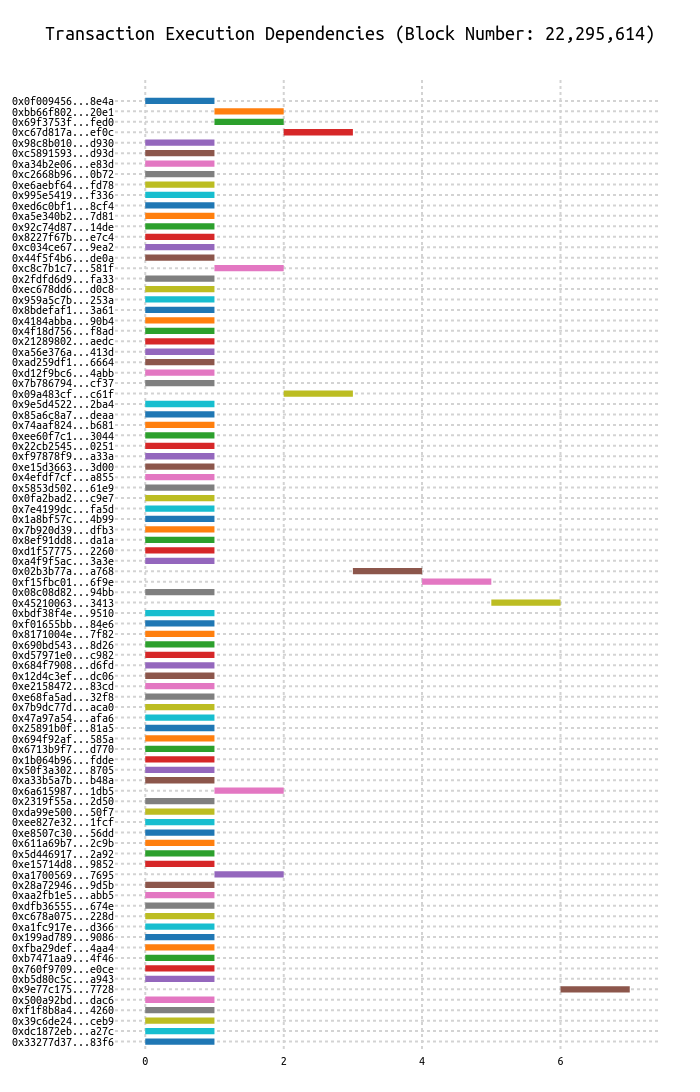 Transaction Execution Dependencies (Block Number: 22,295,614)
0x0f009456...8e4a
0xbb66f802...20e1
0x69f3753f...fed0
0xc67d817a...ef0c
0x98c8b010...d930
0xc5891593...d93d
0xa34b2e06...e83d
0xc2668b96...0b72
0xe6aebf64...fd78
0x995e5419...f336
0xed6c0bf1...8cf4
0xa5e340b2...7d81
0x92c74d87...14de
0x8227f67b...e7c4
0xc034ce67...9ea2
0x44f5f4b6...de0a
0xc8c7b1c7...581f
0x2fdfd6d9...fa33
0xec678dd6...d0c8
0x959a5c7b...253a
0x8bdefaf1...3a61
0x4184abba...90b4
0x4f18d756...f8ad
0x21289802...aedc
0xa56e376a...413d
0xad259df1...6664
0xd12f9bc6...4abb
0x7b786794...cf37
0x09a483cf...c61f
0x9e5d4522...2ba4
0x85a6c8a7...deaa
0x74aaf824...b681
0xee60f7c1...3044
0x22cb2545...0251
0xf97878f9...a33a
0xe15d3663...3d00
0x4efdf7cf...a855
0x5853d502...61e9
0x0fa2bad2...c9e7
0x7e4199dc...fa5d
0x1a8bf57c...4b99
0x7b920d39...dfb3
0x8ef91dd8...da1a
0xd1f57775...2260
0xa4f9f5ac...3a3e
0x02b3b77a...a768
0xf15fbc01...6f9e
0x08c08d82...94bb
0x45210063...3413
0xbdf38f4e...9510
0xf01655bb...84e6
0x8171004e...7f82
0x690bd543...8d26
0xd57971e0...c982
0x684f7908...d6fd
0x12d4c3ef...dc06
0xe2158472...83cd
0xe68fa5ad...32f8
0x7b9dc77d...aca0
0x47a97a54...afa6
0x25891b0f...81a5
0x694f92af...585a
0x6713b9f7...d770
0x1b064b96...fdde
0x50f3a302...8705
0xa33b5a7b...b48a
0x6a615987...1db5
0x2319f55a...2d50
0xda99e500...50f7
0xee827e32...1fcf
0xe8507c30...56dd
0x611a69b7...2c9b
0x5d446917...2a92
0xe15714d8...9852
0xa1700569...7695
0x28a72946...9d5b
0xaa2fb1e5...abb5
0xdfb36555...674e
0xc678a075...228d
0xa1fc917e...d366
0x199ad789...9086
0xfba29def...4aa4
0xb7471aa9...4f46
0x760f9709...e0ce
0xb5d80c5c...a943
0x9e77c175...7728
0x500a92bd...dac6
0xf1f8b8a4...4260
0x39c6de24...ceb9
0xdc1872eb...a27c
0x33277d37...83f6
0 2 4 6